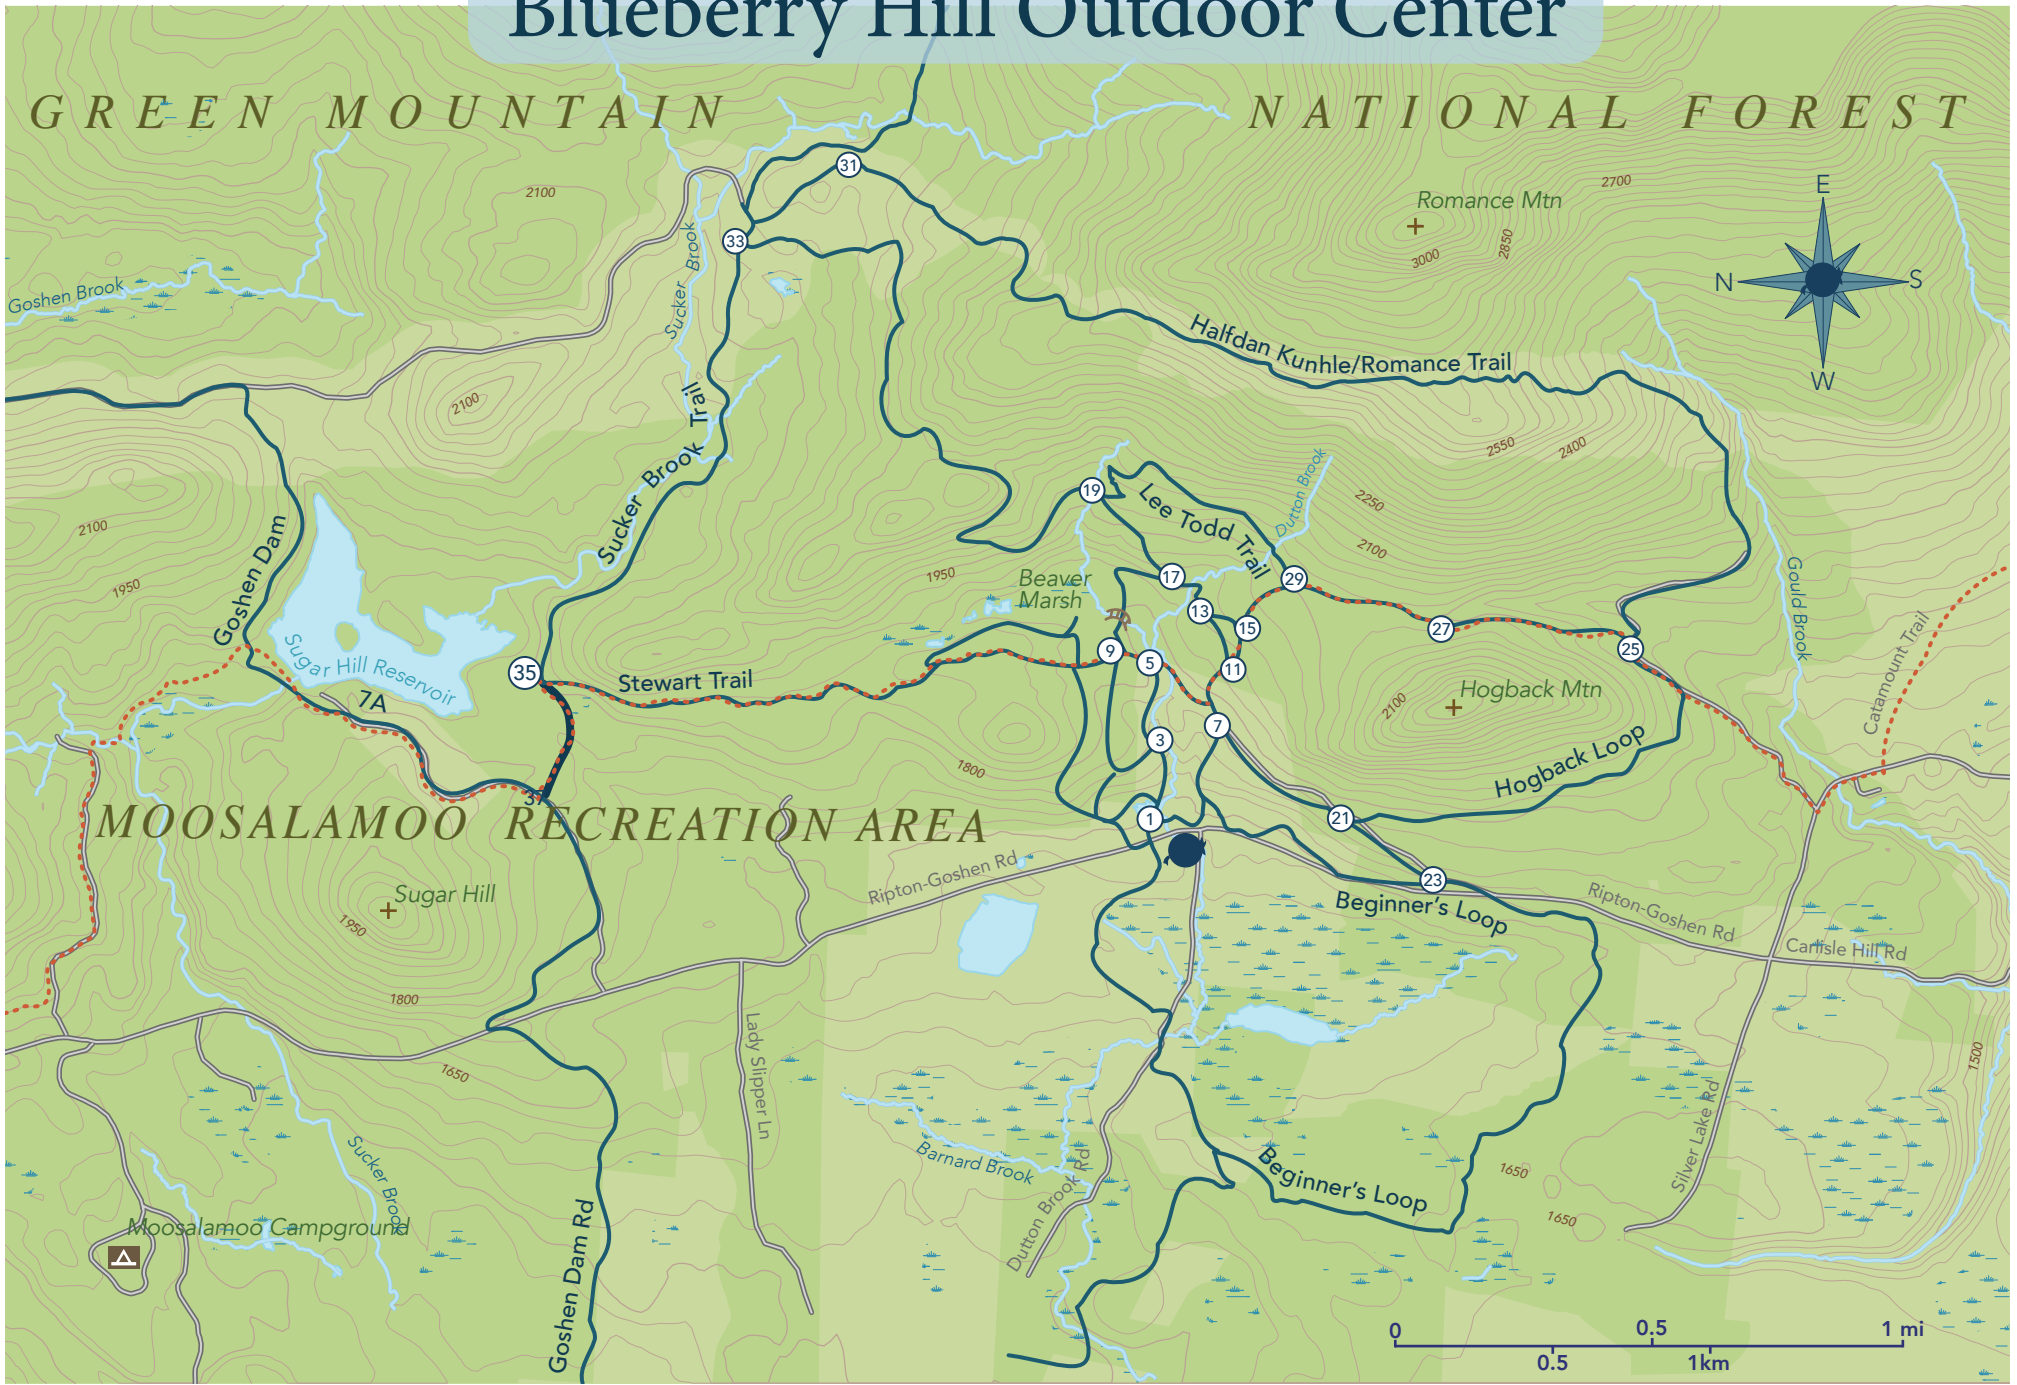 Blueberry Hill Outdoor Center
GREEN MOUNTAIN
NATIONAL FOREST
31
2100
2700
E
Romance Mtn
33
Sucker Brook
3000
2850
N
S
Goshen Brook
Halfdan Kunhle/Romance Trail
W
2100
Sucker Brook Trail
2550
2400
2100
19
Lee Todd Trail
Dutton Brook
2250
2100
Goshen Dam
1950
1950
Beaver
Marsh
17
29
13
15
27
Gould Brook
Catamount Trail
Sugar Hill Reservoir
35
Stewart Trail
9
5
11
25
7A
2100
Hogback Mtn
3
7
Hogback Loop
1800
37
MOOSALAMOO RECREATION AREA
1
21
Ripton-Goshen Rd
23
Sugar Hill
1950
Beginner's Loop
Ripton-Goshen Rd
Carlisle Hill Rd
1800
Lady Slipper Ln
1650
1500
Sucker Brook
Barnard Brook
Dutton Brook Rd
Beginner's Loop
1650
Silver Lake Rd
1650
Moosalamoo Campground
Goshen Dam Rd
0
0.5
1 mi
0.5
1km